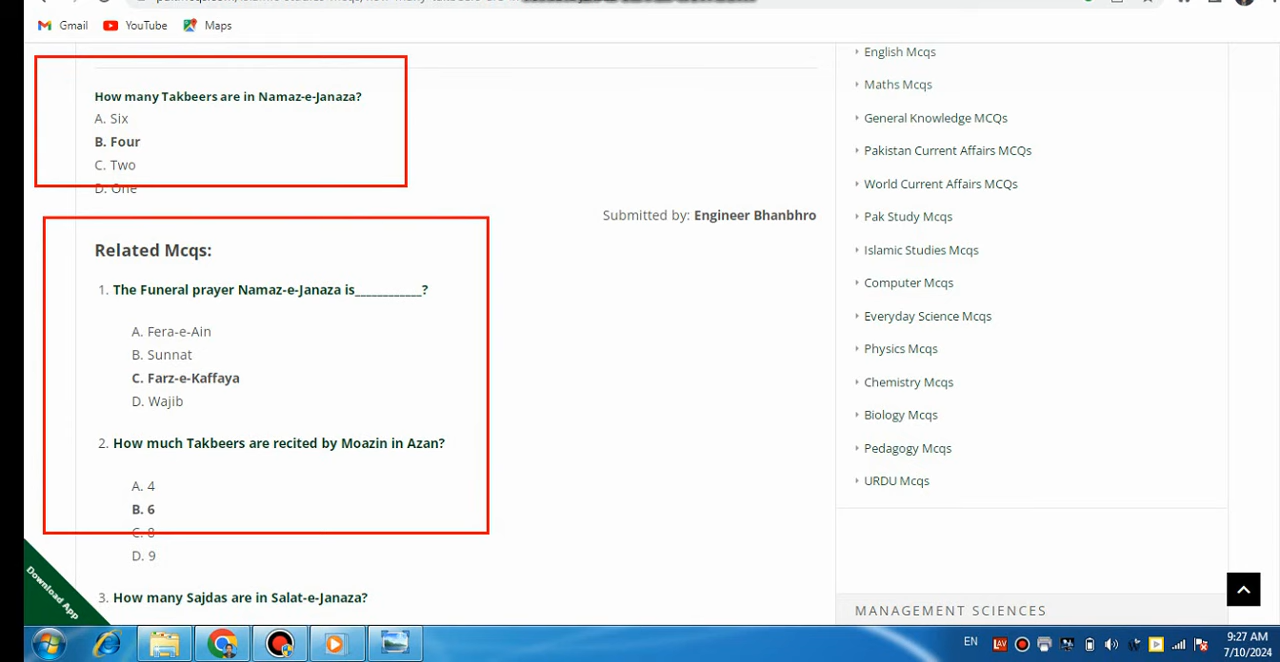 Gmail YouTube Maps
How many Takbeers are in Namaz-e-Janaza?
A. Six
B. Four
C. Two
D. One
Submitted by: Engineer Bhanbhro
Related Mcqs:
1. The Funeral prayer Namaz-e-Janaza is____________?
A. Fera-e-Ain
B. Sunnat
C. Farz-e-Kaffaya
D. Wajib
2. How much Takbeers are recited by Moazin in Azan?
A. 4
B. 6
C. 8
D. 9
3. How many Sajdas are in Salat-e-Janaza?
Download App
English Mcqs
Maths Mcqs
General Knowledge MCQs
Pakistan Current Affairs MCQs
World Current Affairs MCQs
Pak Study Mcqs
Islamic Studies Mcqs
Computer Mcqs
Everyday Science Mcqs
Physics Mcqs
Chemistry Mcqs
Biology Mcqs
Pedagogy Mcqs
URDU Mcqs
MANAGEMENT SCIENCES
EN
LAV
9:27 AM
7/10/2024